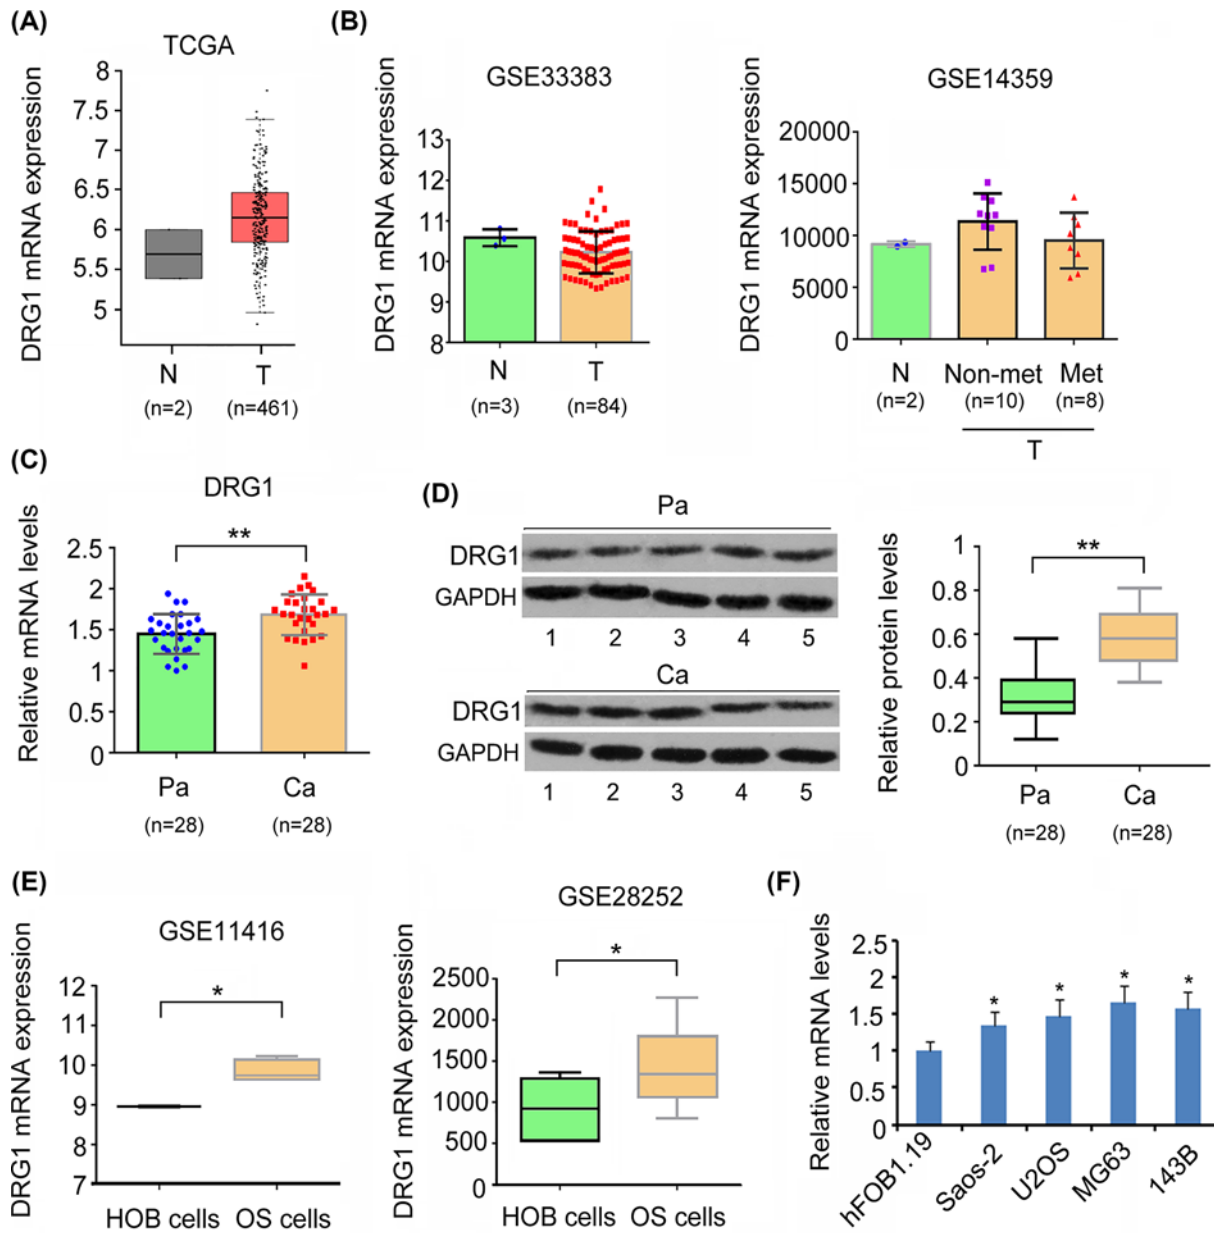 (A)
TCGA
DRG1 mRNA expression
8
7
6.5
6
5.5
5
N
T
(n=2)
(n=461)
(B)
GSE33383
DRG1 mRNA expression
13
12
11
10
9
8
N
T
(n=3)
(n=84)
GSE14359
DRG1 mRNA expression
20000
15000
10000
5000
0
N
Non-met
Met
(n=2)
(n=10)
(n=8)
T
(C)
DRG1
Relative mRNA levels
2.5
2
1.5
1
0.5
0
**
Pa
Ca
(n=28)
(n=28)
(D)
Pa
DRG1
GAPDH
1 2 3 4 5
Ca
DRG1
GAPDH
1 2 3 4 5
Relative protein levels
1
0.8
0.6
0.4
0.2
0
**
Pa
Ca
(n=28)
(n=28)
(E)
GSE11416
DRG1 mRNA expression
12
11
10
9
7
*
HOB cells
OS cells
GSE28252
DRG1 mRNA expression
2500
2000
1500
1000
500
0
*
HOB cells
OS cells
(F)
Relative mRNA levels
2.5
2
1.5
1
0.5
0
* * * *
hFOB1.19
Saos-2
U2OS
MG63
143B